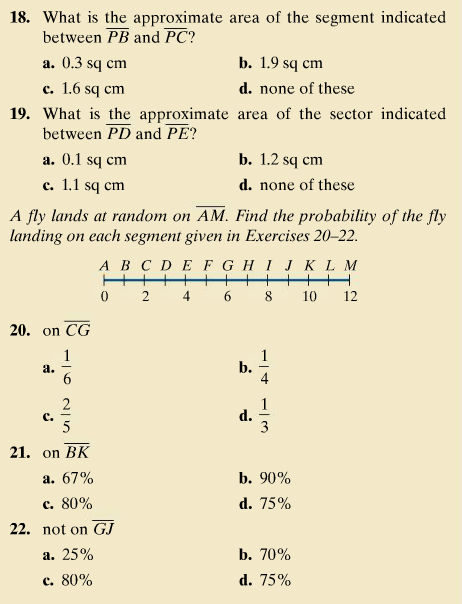 18. What is the approximate area of the segment indicated
between PB and PC?
a. 0.3 sq cm b. 1.9 sq cm
c. 1.6 sq cm d. none of these
19. What is the approximate area of the sector indicated
between PD and PE?
a. 0.1 sq cm b. 1.2 sq cm
c. 1.1 sq cm d. none of these
A fly lands at random on AM. Find the probability of the fly
landing on each segment given in Exercises 20–22.
A B C D E F G H I J K L M
0 2 4 6 8 10 12
20. on CG
a. 1/6 b. 1/4
c. 2/5 d. 1/3
21. on BK
a. 67% b. 90%
c. 80% d. 75%
22. not on GJ
a. 25% b. 70%
c. 80% d. 75%